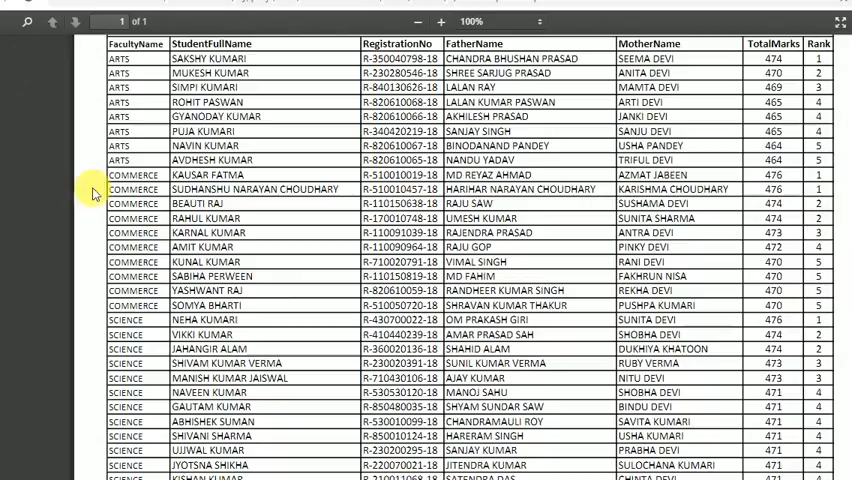 1 of 1 100%
FacultyName StudentFullName RegistrationNo FatherName MotherName TotalMarks Rank
ARTS SAKSHY KUMARI R-350040798-18 CHANDRA BHUSHAN PRASAD SEEMA DEVI 474 1
ARTS MUKESH KUMAR R-230280546-18 SHREE SARJUG PRASAD ANITA DEVI 470 2
ARTS SIMPI KUMARI R-840130626-18 LALAN RAY MAMTA DEVI 469 3
ARTS ROHIT PASWAN R-820610068-18 LALAN KUMAR PASWAN ARTI DEVI 465 4
ARTS GYANODAY KUMAR R-820610066-18 AKHILESH PRASAD JANKI DEVI 465 4
ARTS PUJA KUMARI R-340420219-18 SANJAY SINGH SANJU DEVI 465 4
ARTS NAVIN KUMAR R-820610067-18 BINODANAND PANDEY USHA PANDEY 464 5
ARTS AVDHESH KUMAR R-820610065-18 NANDU YADAV TRIFUL DEVI 464 5
COMMERCE KAUSAR FATMA R-510010019-18 MD REYAZ AHMAD AZMAT JABEEN 476 1
COMMERCE SUDHANSHU NARAYAN CHOUDHARY R-510010457-18 HARIHAR NARAYAN CHOUDHARY KARISHMA CHOUDHARY 476 1
COMMERCE BEAUTI RAJ R-110150638-18 RAJU SAW SUSHAMA DEVI 474 2
COMMERCE RAHUL KUMAR R-170010748-18 UMESH KUMAR SUNITA SHARMA 474 2
COMMERCE KARNAL KUMAR R-110091039-18 RAJENDRA PRASAD ANTRA DEVI 473 3
COMMERCE AMIT KUMAR R-110090964-18 RAJU GOP PINKY DEVI 472 4
COMMERCE KUNAL KUMAR R-710020791-18 VIMAL SINGH RANI DEVI 470 5
COMMERCE SABIHA PERWEEN R-110150819-18 MD FAHIM FAKHRUN NISA 470 5
COMMERCE YASHWANT RAJ R-820610059-18 RANDHEER KUMAR SINGH REKHA DEVI 470 5
COMMERCE SOMYA BHARTI R-510050720-18 SHRAVAN KUMAR THAKUR PUSHPA KUMARI 470 5
SCIENCE NEHA KUMARI R-430700022-18 OM PRAKASH GIRI SUNITA DEVI 476 1
SCIENCE VIKKI KUMAR R-410440239-18 AMAR PRASAD SAH SHOBHA DEVI 474 2
SCIENCE JAHANGIR ALAM R-360020136-18 SHAHID ALAM DUKHIYA KHATOON 474 2
SCIENCE SHIVAM KUMAR VERMA R-230020391-18 SUNIL KUMAR VERMA RUBY VERMA 473 3
SCIENCE MANISH KUMAR JAISWAL R-710430106-18 AJAY KUMAR NITU DEVI 473 3
SCIENCE NAVEEN KUMAR R-530530120-18 MANOJ SAHU SHOBHA DEVI 471 4
SCIENCE GAUTAM KUMAR R-850480035-18 SHYAM SUNDAR SAW BINDU DEVI 471 4
SCIENCE ABHISHEK SUMAN R-530010099-18 CHANDRAMAULI ROY SAVITA KUMARI 471 4
SCIENCE SHIVANI SHARMA R-850010124-18 HARERAM SINGH USHA KUMARI 471 4
SCIENCE UJJWAL KUMAR R-230200295-18 SANJAY KUMAR PRABHA DEVI 471 4
SCIENCE JYOTSNA SHIKHA R-220070021-18 JITENDRA KUMAR SULOCHANA KUMARI 471 4
SCIENCE KISHAN KUMAR R-210011068-18 SATENDRA DAS CHINTA DEVI 471 4